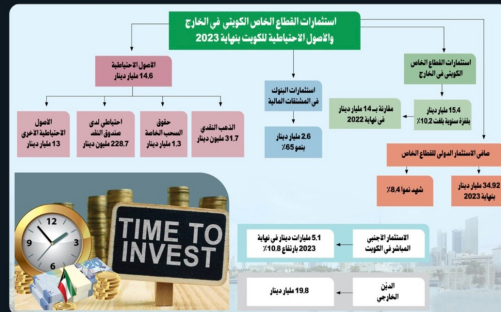 استثمارات القطاع الخاص الكويتي في الخارج
والأصول الاحتياطية للكويت بنهاية 2023
استثمارات القطاع الخاص
الكويتي في الخارج
15.4 مليار دينار
بقفزة سنوية بلغت 10.2٪
مقارنة بـ 14 مليار دينار
في نهاية 2022
صافي الاستثمار الدولي للقطاع الخاص
34.92 مليار دينار
بنهاية 2023
شهد نموا 8.4٪
استثمارات البنوك
في المشتقات المالية
2.6 مليار دينار
بنمو 65٪
الأصول الاحتياطية
14.6 مليار دينار
الذهب النقدي
31.7 مليون دينار
حقوق
السحب الخاصة
1.3 مليار دينار
احتياطي لدي
صندوق النقد
228.7 مليون دينار
الأصول
الاحتياطية الأخرى
13 مليار دينار
الاستثمار الأجنبي
المباشر في الكويت
5.1 مليارات دينار في نهاية
2023 بارتفاع 10.8٪
الدين
الخارجي
19.8 مليار دينار
TIME TO
INVEST